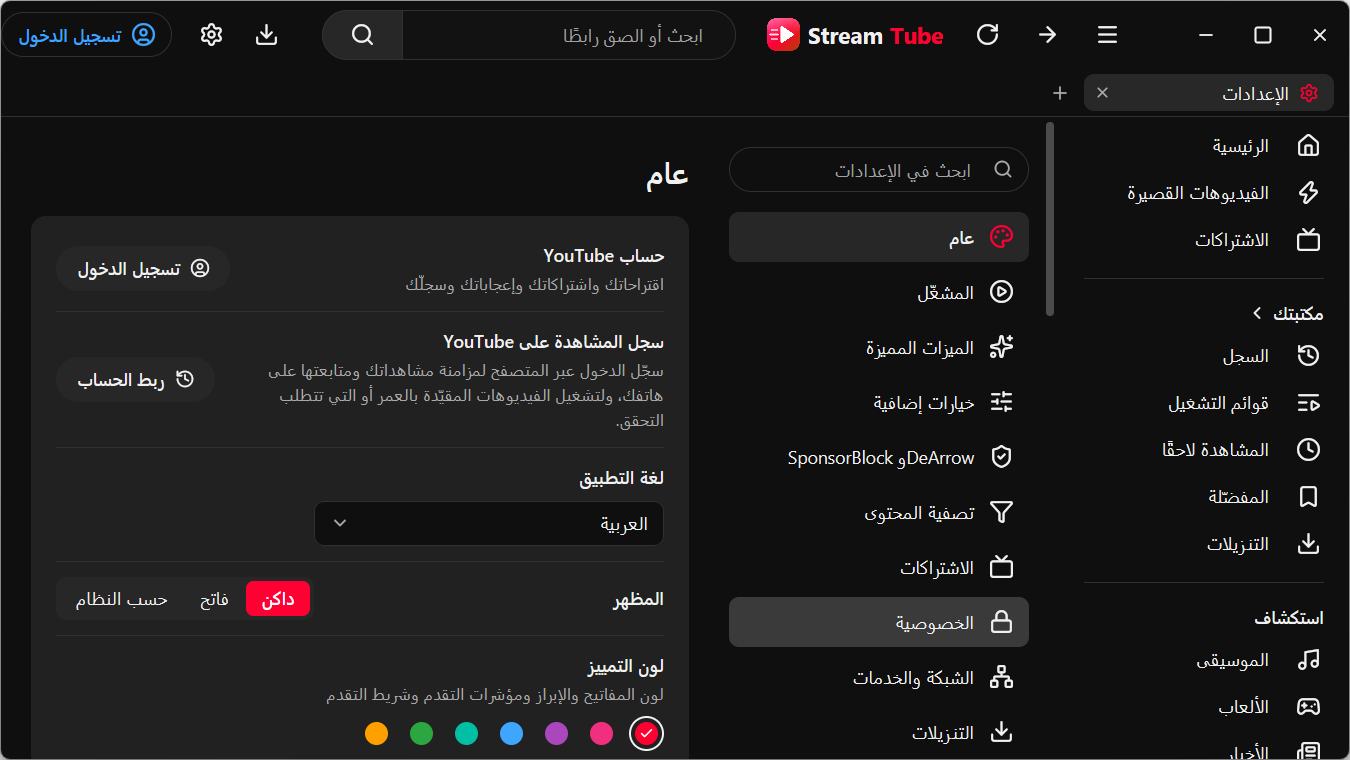 Stream Tube
ابحث أو الصق رابطًا
تسجيل الدخول
الإعدادات
الرئيسية
الفيديوهات القصيرة
الاشتراكات
مكتبتك
السجل
قوائم التشغيل
المشاهدة لاحقًا
المفضّلة
التنزيلات
استكشاف
الموسيقى
الألعاب
الأخبار
ابحث في الإعدادات
عام
المشغّل
الميزات المميزة
خيارات إضافية
SponsorBlock وDeArrow
تصفية المحتوى
الاشتراكات
الخصوصية
الشبكة والخدمات
التنزيلات
عام
حساب YouTube
اقتراحاتك واشتراكاتك وإعجاباتك وسجلّك
تسجيل الدخول
سجل المشاهدة على YouTube
سجّل الدخول عبر المتصفح لمزامنة مشاهداتك ومتابعتها على
هاتفك، ولتشغيل الفيديوهات المقيّدة بالعمر أو التي تتطلب
التحقق.
ربط الحساب
لغة التطبيق
العربية
المظهر
داكن
فاتح
حسب النظام
لون التمييز
لون المفاتيح والإبراز ومؤشرات التقدم وشريط التقدم